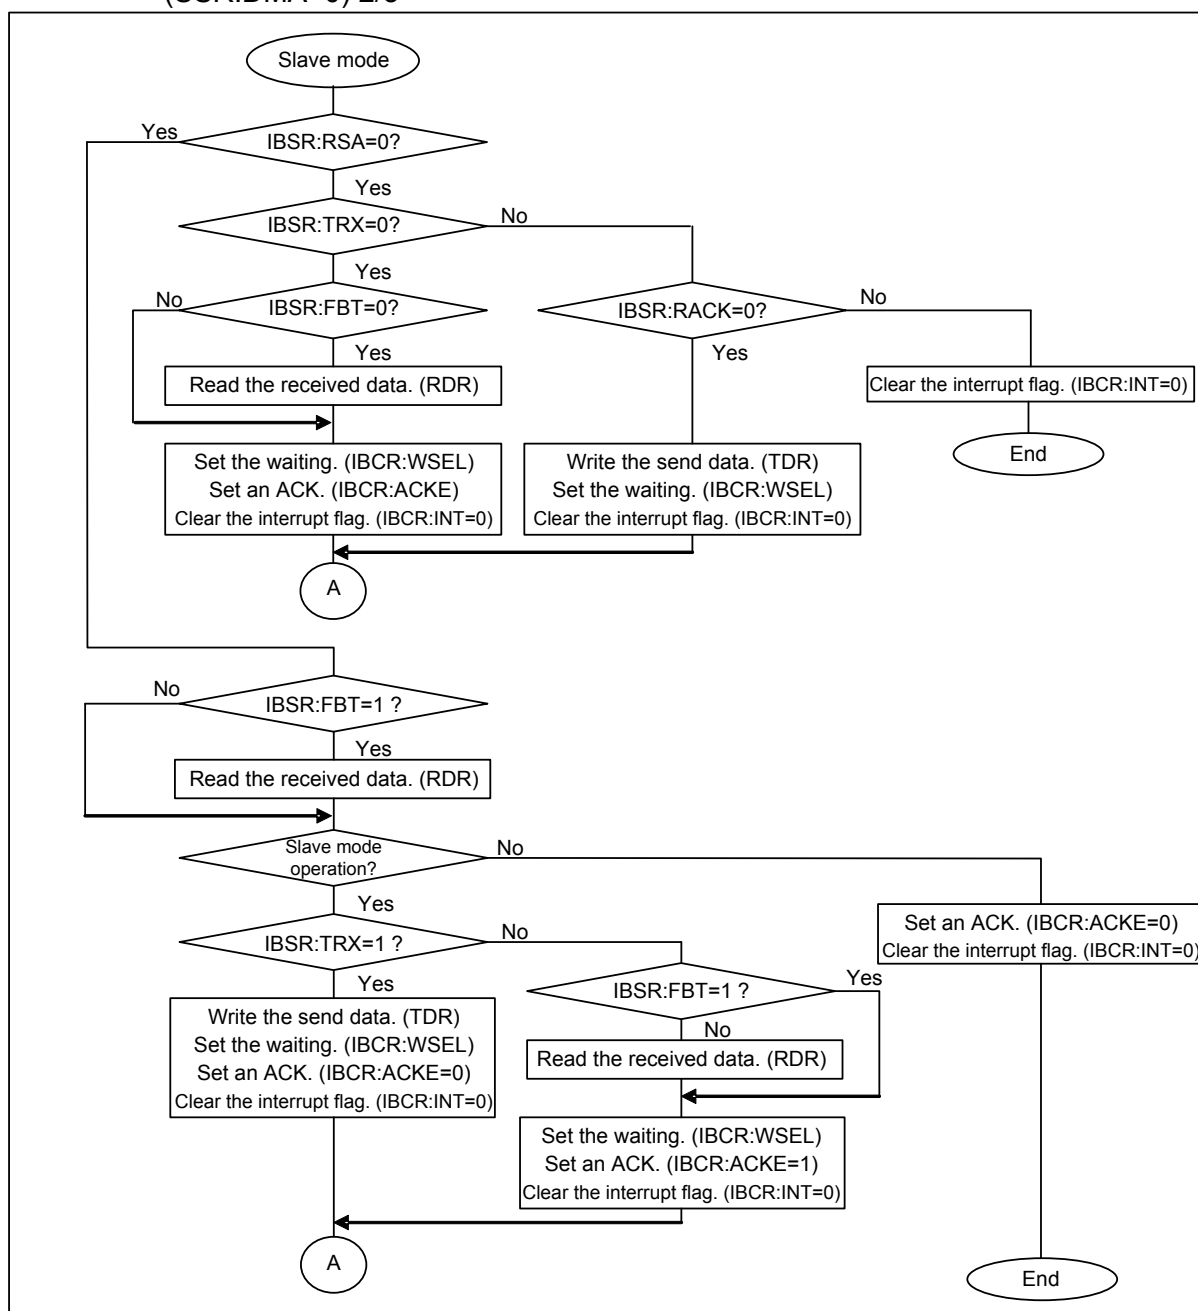 Slave mode
Yes
IBSR:RSA=0?
Yes
IBSR:TRX=0?
No
Yes
No
IBSR:FBT=0?
IBSR:RACK=0?
No
Yes
Yes
Read the received data. (RDR)
Clear the interrupt flag. (IBCR:INT=0)
Set the waiting. (IBCR:WSEL)
Set an ACK. (IBCR:ACKE)
Clear the interrupt flag. (IBCR:INT=0)
Write the send data. (TDR)
Set the waiting. (IBCR:WSEL)
Clear the interrupt flag. (IBCR:INT=0)
End
A
No
IBSR:FBT=1 ?
Yes
Read the received data. (RDR)
Slave mode
operation?
No
Yes
Set an ACK. (IBCR:ACKE=0)
Clear the interrupt flag. (IBCR:INT=0)
IBSR:TRX=1 ?
No
Yes
IBSR:FBT=1 ?
Yes
No
Write the send data. (TDR)
Set the waiting. (IBCR:WSEL)
Set an ACK. (IBCR:ACKE=0)
Clear the interrupt flag. (IBCR:INT=0)
Read the received data. (RDR)
Set the waiting. (IBCR:WSEL)
Set an ACK. (IBCR:ACKE=1)
Clear the interrupt flag. (IBCR:INT=0)
A
End